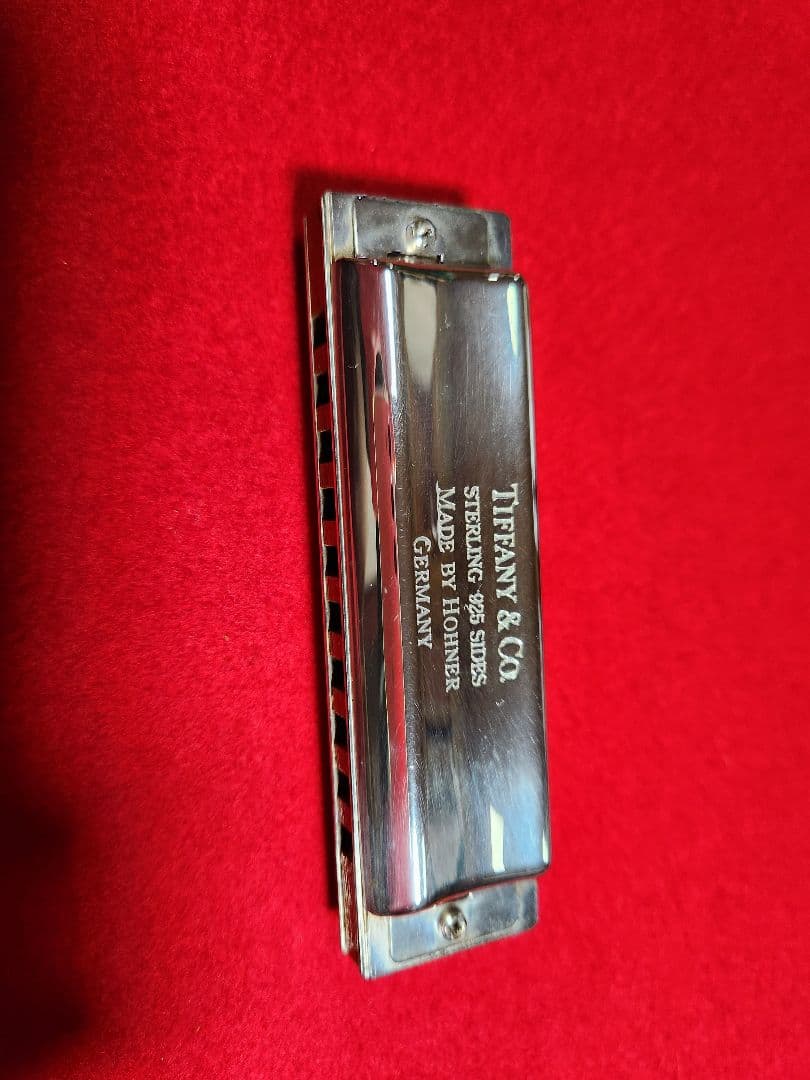 TIFFANY & CO.
STERLING 925 SIDES
MADE BY HOHNER
GERMANY